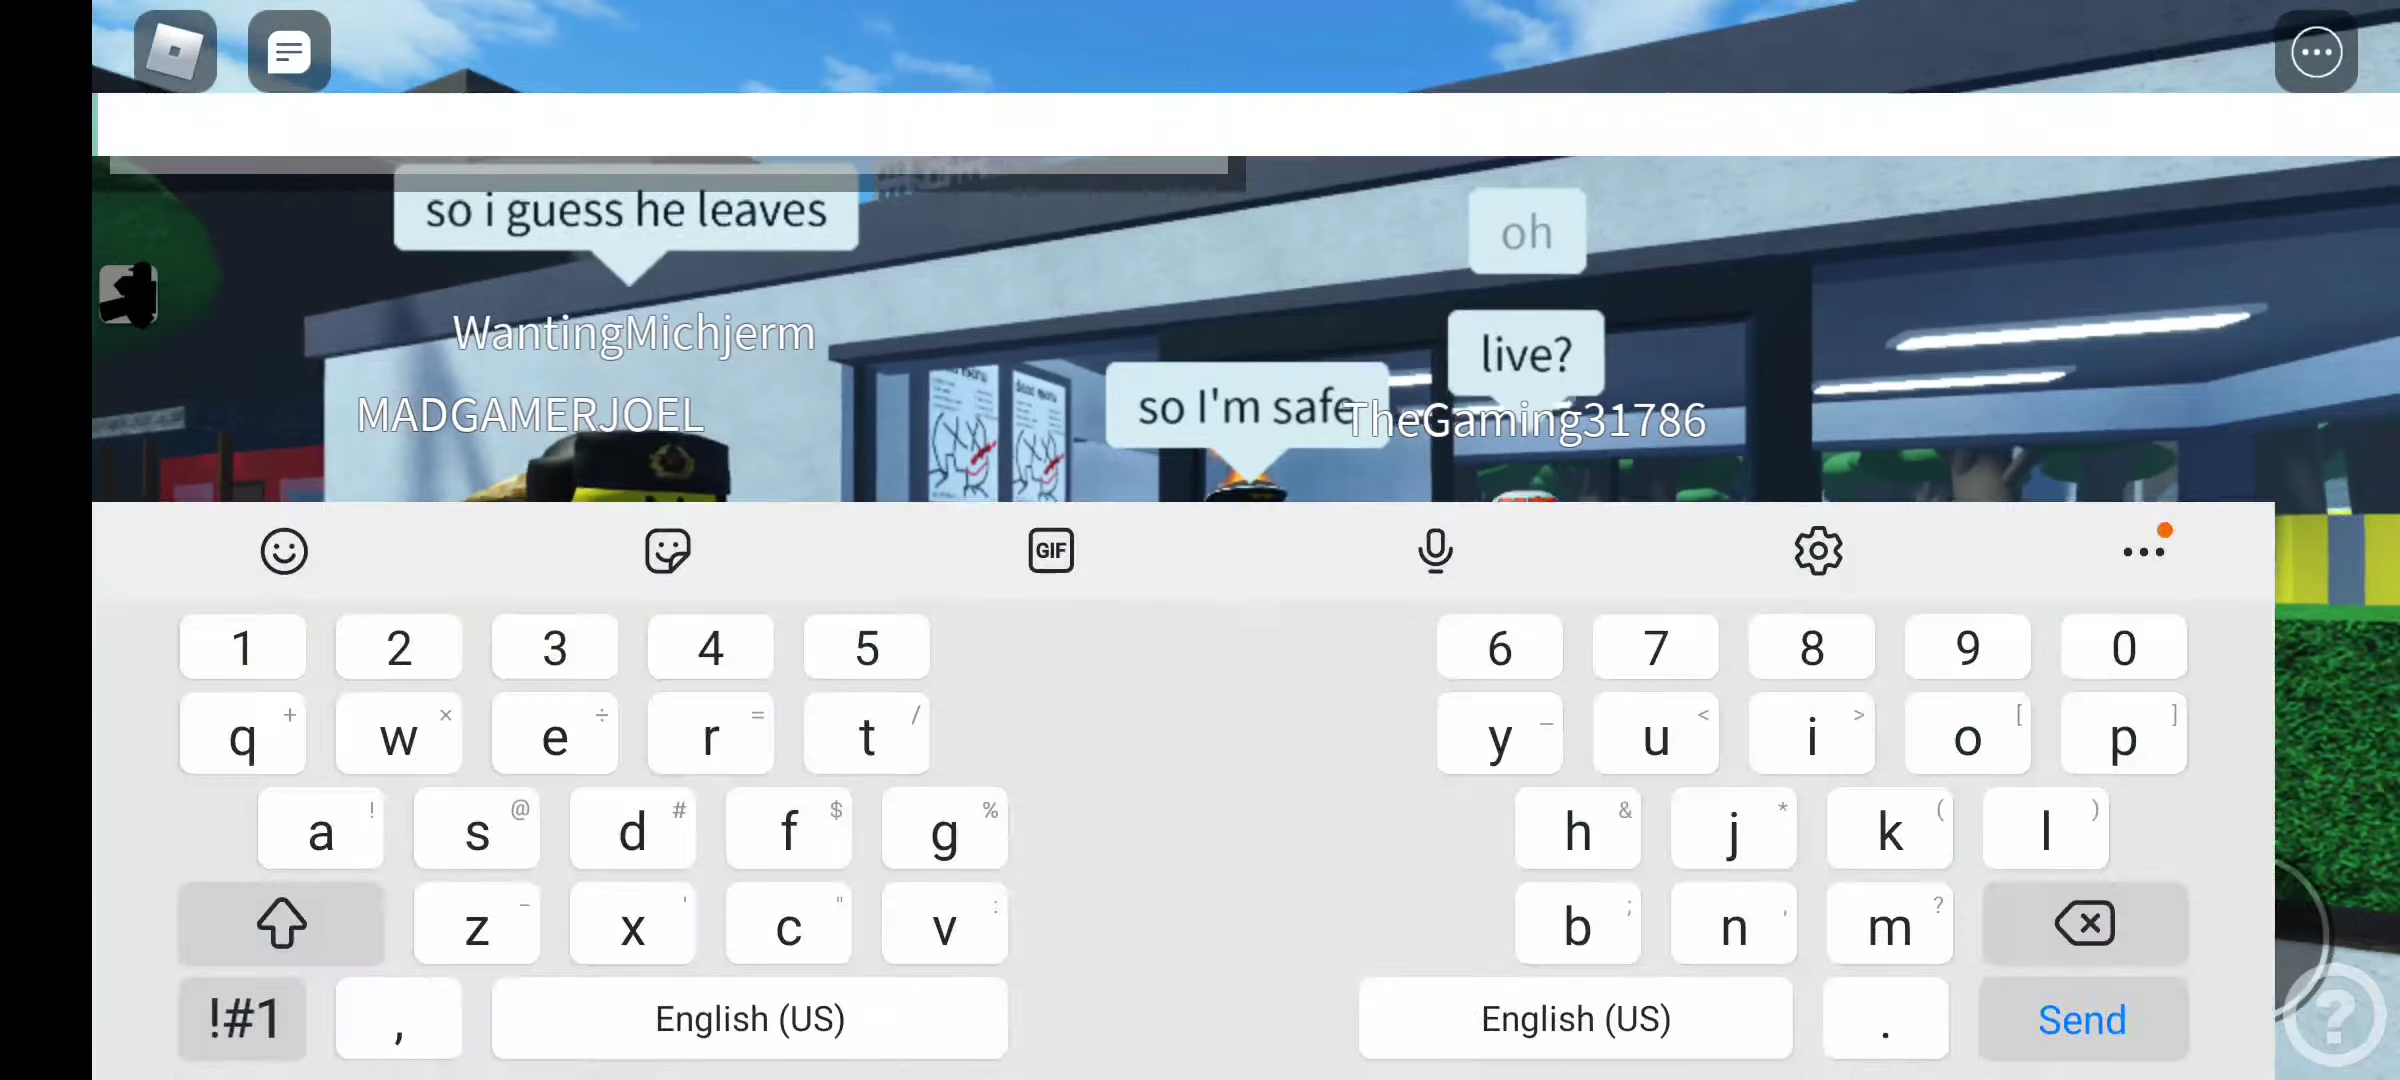 so i guess he leaves
oh
WantingMichjerm
live?
MADGAMERJOEL
so I'm safe
TheGaming31786
GIF
1 2 3 4 5 6 7 8 9 0
q + w × e ÷ r = t / y _ u < i > o [ p ]
a ! s @ d # f $ g % h & j * k ( l )
z - x ' c " v : b ; n , m ?
!#1 , English (US) English (US) . Send
?